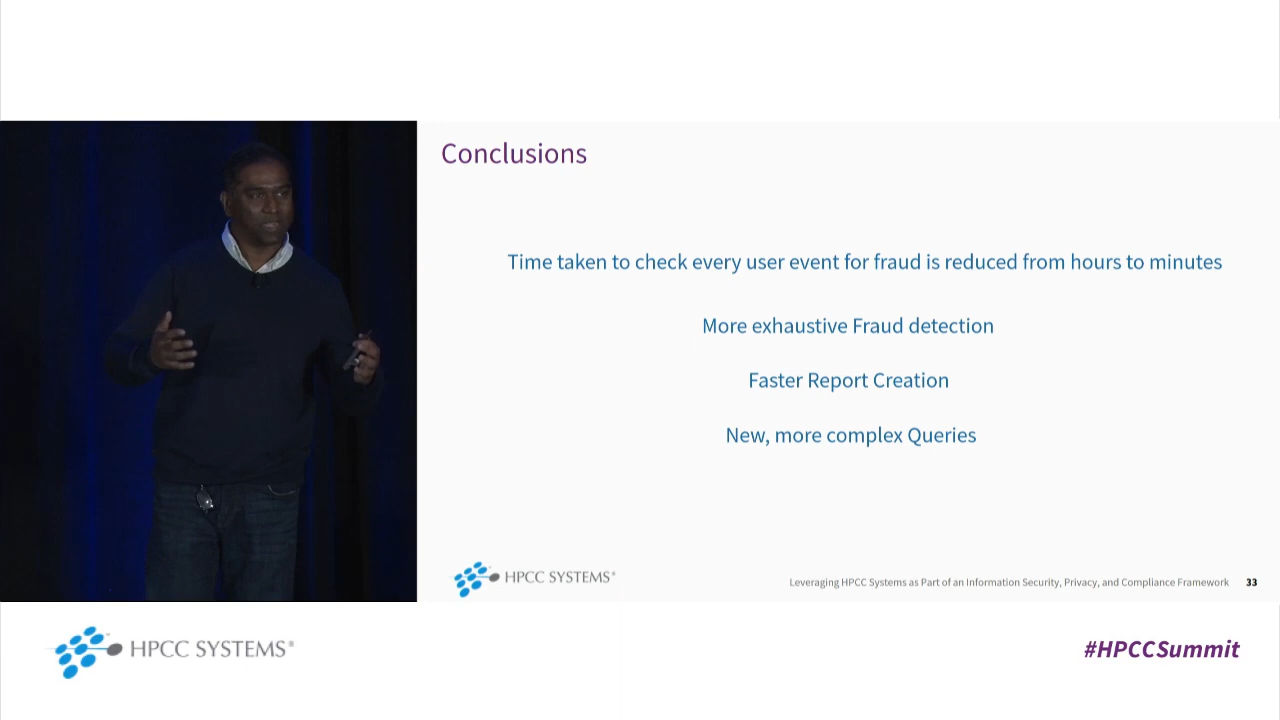 Conclusions
Time taken to check every user event for fraud is reduced from hours to minutes
More exhaustive Fraud detection
Faster Report Creation
New, more complex Queries
HPCC SYSTEMS®
Leveraging HPCC Systems as Part of an Information Security, Privacy, and Compliance Framework 33
HPCC SYSTEMS®
#HPCCSummit